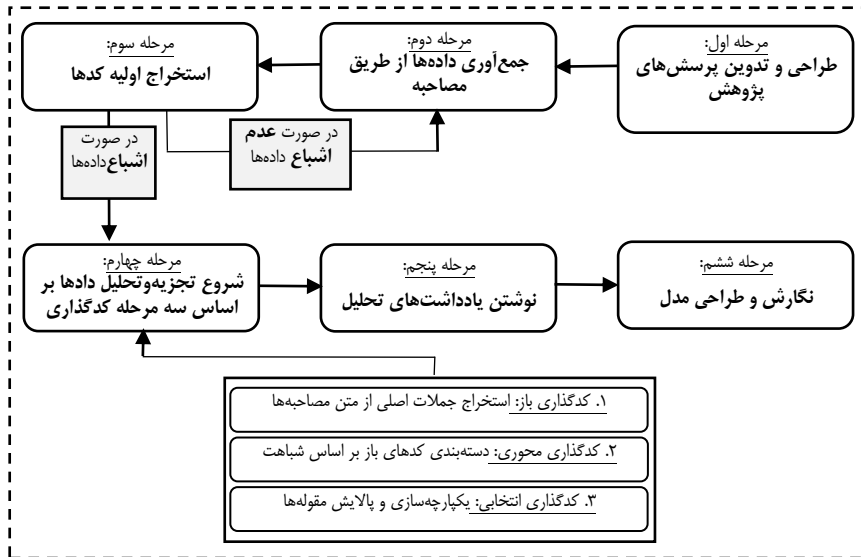 مرحله اول:
طراحی و تدوین پرسش‌های
پژوهش
مرحله دوم:
جمع‌آوری داده‌ها از طریق
مصاحبه
مرحله سوم:
استخراج اولیه کدها
در صورت عدم
اشباع داده‌ها
در صورت
اشباع داده‌ها
مرحله چهارم:
شروع تجزیه‌وتحلیل دادها بر
اساس سه مرحله کدگذاری
مرحله پنجم:
نوشتن یادداشت‌های تحلیل
مرحله ششم:
نگارش و طراحی مدل
۱. کدگذاری باز: استخراج جملات اصلی از متن مصاحبه‌ها
۲. کدگذاری محوری: دسته‌بندی کدهای باز بر اساس شباهت
۳. کدگذاری انتخابی: یکپارچه‌سازی و پالایش مقوله‌ها